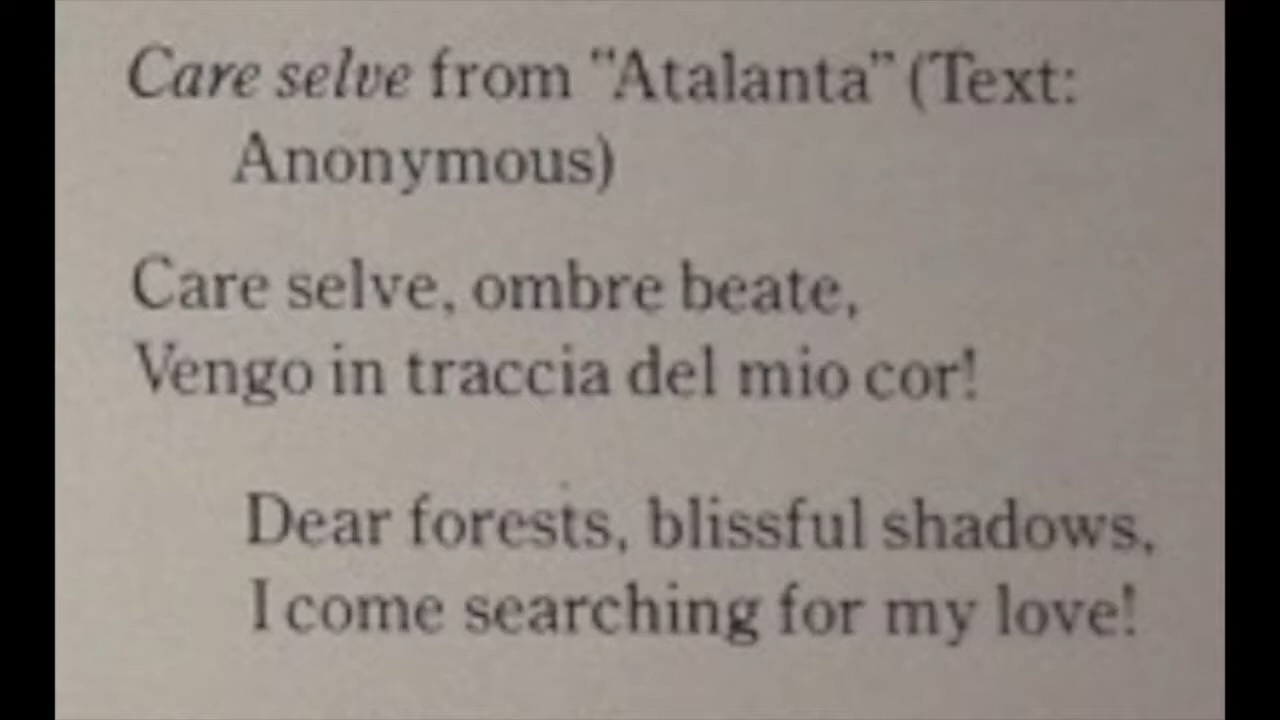 Care selve from "Atalanta" (Text:
Anonymous)
Care selve, ombre beate,
Vengo in traccia del mio cor!
Dear forests, blissful shadows,
I come searching for my love!